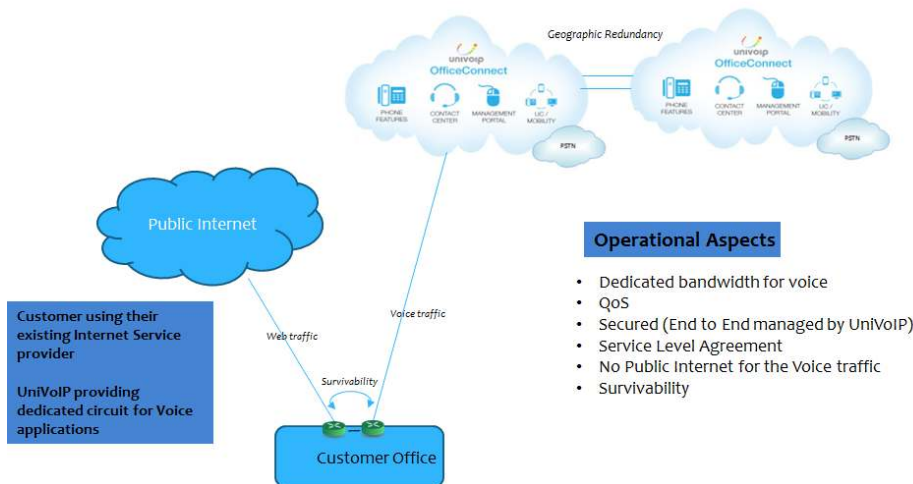 Geographic Redundancy
univoip
OfficeConnect
PHONE
FEATURES
CONTACT
CENTER
MANAGEMENT
PORTAL
UC /
MOBILITY
PSTN
univoip
OfficeConnect
PHONE
FEATURES
CONTACT
CENTER
MANAGEMENT
PORTAL
UC /
MOBILITY
PSTN
Public Internet
Operational Aspects
• Dedicated bandwidth for voice
• QoS
• Secured (End to End managed by UniVoIP)
• Service Level Agreement
• No Public Internet for the Voice traffic
• Survivability
Customer using their
existing Internet Service
provider
UniVoIP providing
dedicated circuit for Voice
applications
Web traffic
Voice traffic
Survivability
Customer Office